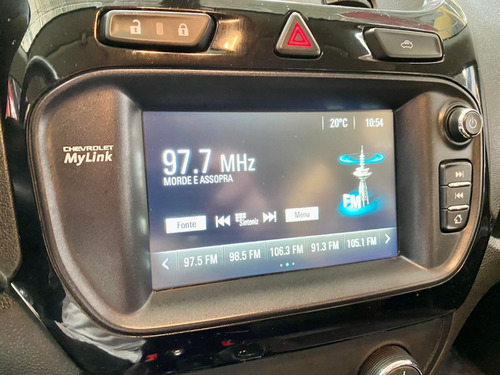 CHEVROLET
MyLink
20°C 10:54
97.7 MHz
MORDE E ASSOPRA
FM
Fonte Sintoniz Menu
97.5 FM 98.5 FM 106.3 FM 91.3 FM 105.1 FM